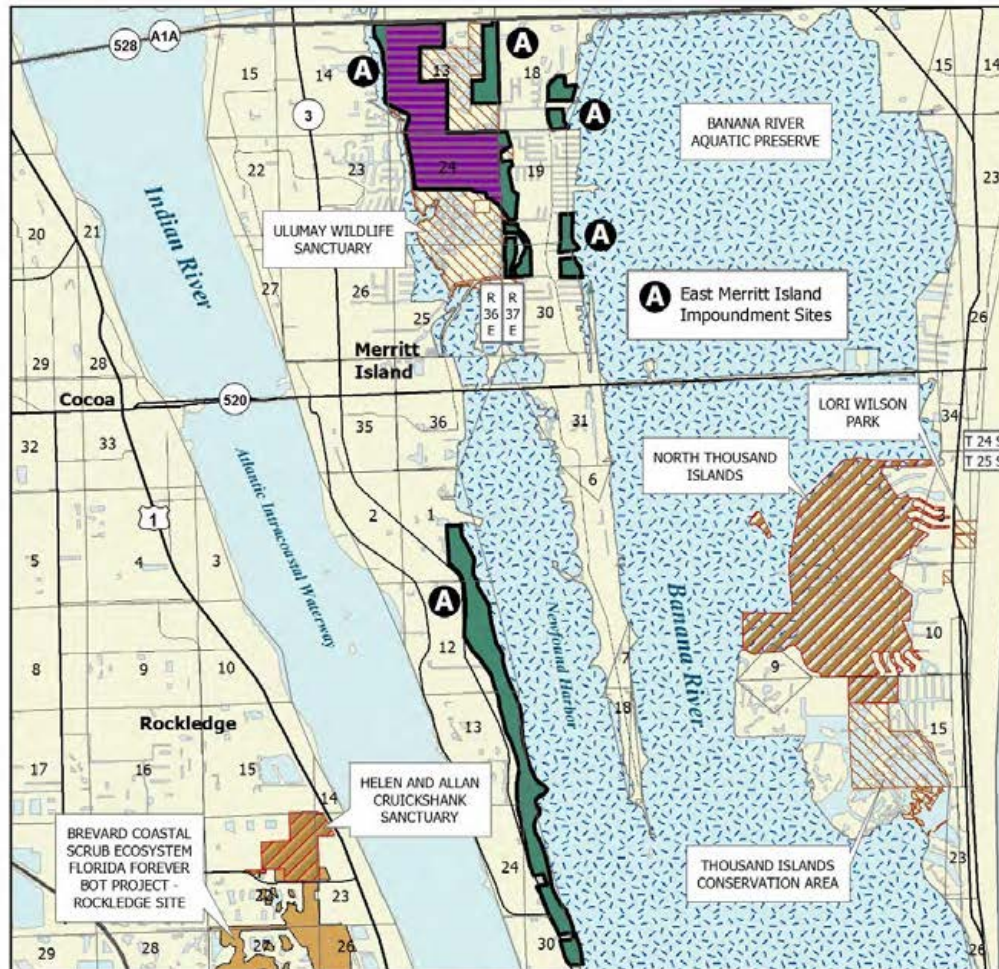 528
A1A
15
14
A
13
A
18
15
14
3
A
BANANA RIVER
AQUATIC PRESERVE
22
23
24
19
23
Indian River
20
21
ULUMAY WILDLIFE
SANCTUARY
A
27
26
25
R
36
E
R
37
E
30
A East Merritt Island
Impoundment Sites
26
29
28
Merritt
Island
Cocoa
520
LORI WILSON
PARK
32
33
35
36
31
34
T 24 S
T 25 S
NORTH THOUSAND
ISLANDS
Atlantic Intracoastal Waterway
6
1
2
1
3
5
4
3
A
Newfound Harbor
Banana River
12
10
8
9
10
7
9
Rockledge
13
18
15
17
16
15
14
HELEN AND ALLAN
CRUICKSHANK
SANCTUARY
BREVARD COASTAL
SCRUB ECOSYSTEM
FLORIDA FOREVER
BOT PROJECT -
ROCKLEDGE SITE
24
THOUSAND ISLANDS
CONSERVATION AREA
23
22
23
29
28
27
26
30
26